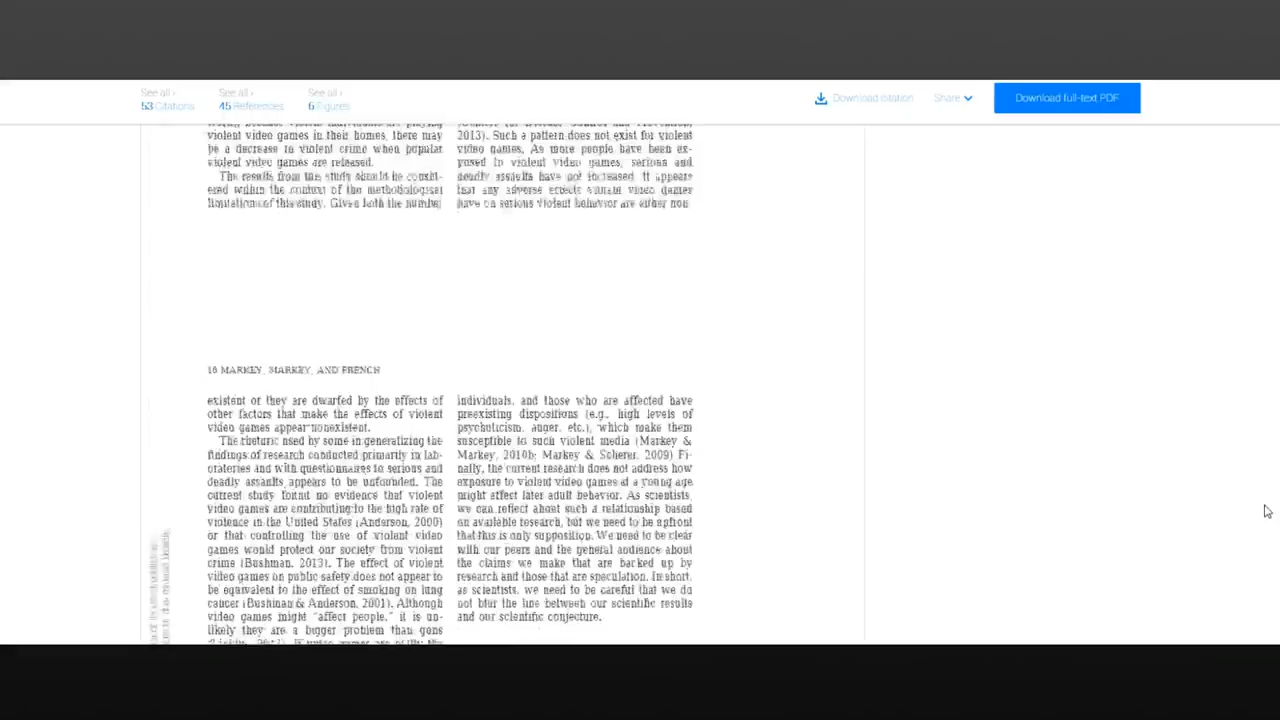 See all ›
53 Citations
See all ›
45 References
See all ›
6 Figures
Download citation
Share
Download full-text PDF
violent video games in their homes, there may
be a decrease in violent crime when popular
violent video games are released.
The results from this study should be consid-
ered within the context of the methodological
limitation of this study. Given both the number
2013). Such a pattern does not exist for violent
video games. As more people have been ex-
posed to violent video games, serious and
deadly assaults have not increased. It appears
that any adverse effects violent video games
have on serious violent behavior are either non-
16 MARKEY, MARKEY, AND FRENCH
existent or they are dwarfed by the effects of
other factors that make the effects of violent
video games appear nonexistent.
The rhetoric used by some in generalizing the
findings of research conducted primarily in lab-
oratories and with questionnaires to serious and
deadly assaults appears to be unfounded. The
current study found no evidence that violent
video games are contributing to the high rate of
violence in the United States (Anderson, 2000)
or that controlling the use of violent video
games would protect our society from violent
crime (Bushman, 2013). The effect of violent
video games on public safety does not appear to
be equivalent to the effect of smoking on lung
cancer (Bushman & Anderson, 2001). Although
video games might "affect people," it is un-
likely they are a bigger problem than guns
individuals, and those who are affected have
preexisting dispositions (e.g., high levels of
psychoticism, anger, etc.), which make them
susceptible to such violent media (Markey &
Markey, 2010b; Markey & Scherer, 2009) Fi-
nally, the current research does not address how
exposure to violent video games at a young age
might affect later adult behavior. As scientists,
we can reflect about such a relationship based
on available research, but we need to be upfront
that this is only supposition. We need to be clear
with our peers and the general audience about
the claims we make that are backed up by
research and those that are speculation. In short,
as scientists, we need to be careful that we do
not blur the line between our scientific results
and our scientific conjecture.